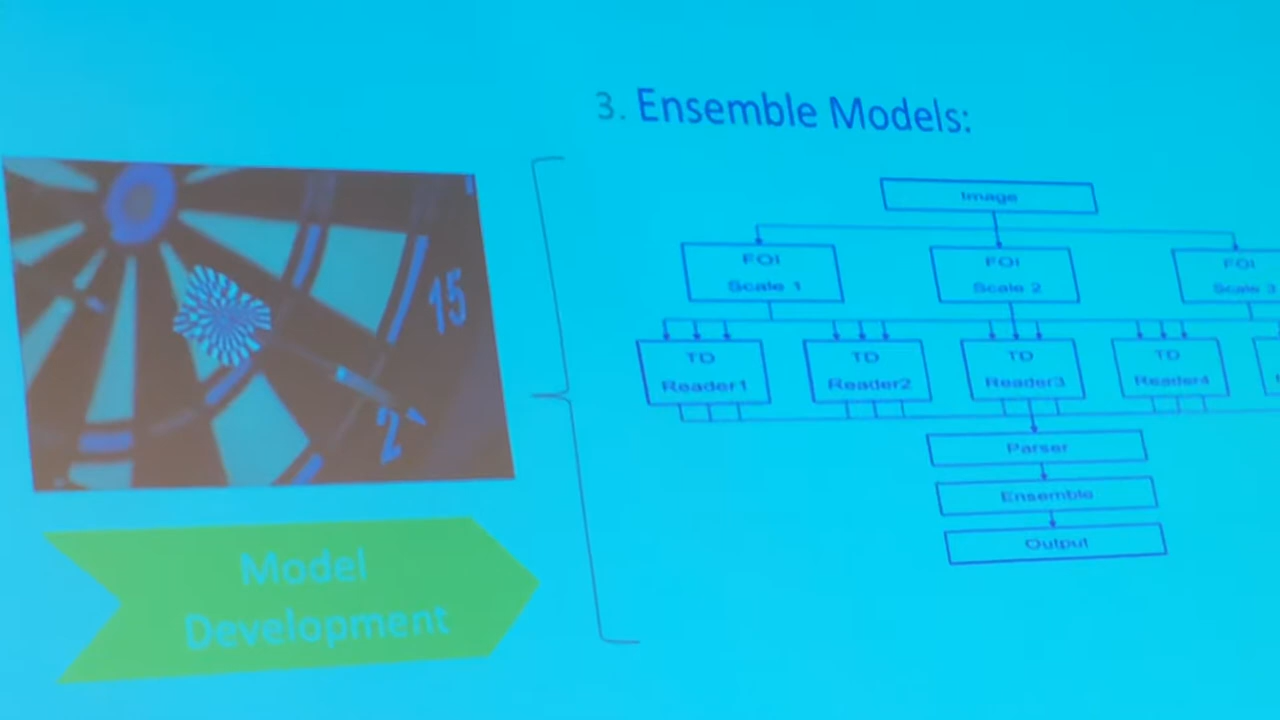 3. Ensemble Models:
Image
FOI
Scale 1
FOI
Scale 2
FOI
Scale 3
TD
Reader1
TD
Reader2
TD
Reader3
TD
Reader4
Parser
Ensemble
Output
15
2
Model
Development